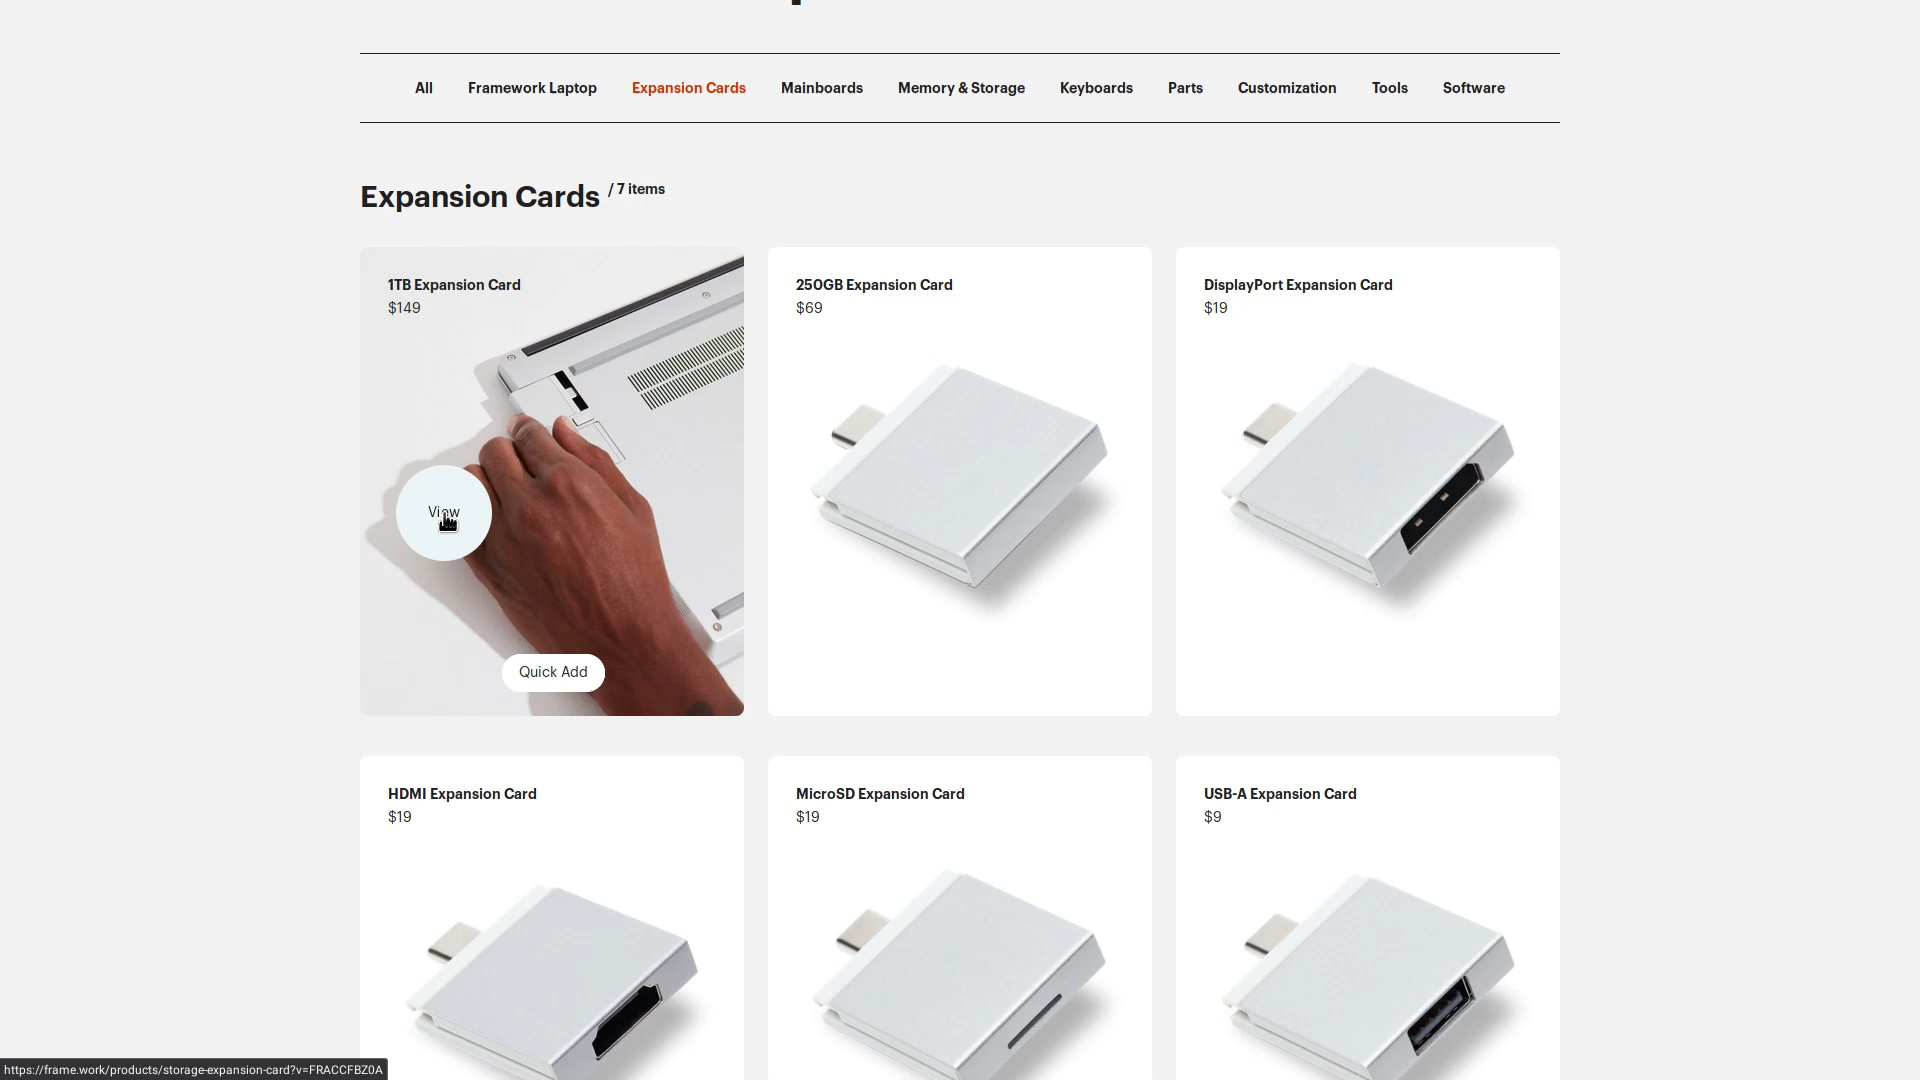 All Framework Laptop Expansion Cards Mainboards Memory & Storage Keyboards Parts Customization Tools Software
Expansion Cards / 7 items
1TB Expansion Card
$149
View
Quick Add
250GB Expansion Card
$69
DisplayPort Expansion Card
$19
HDMI Expansion Card
$19
MicroSD Expansion Card
$19
USB-A Expansion Card
$9
https://frame.work/products/storage-expansion-card?v=FRACCFBZ0A